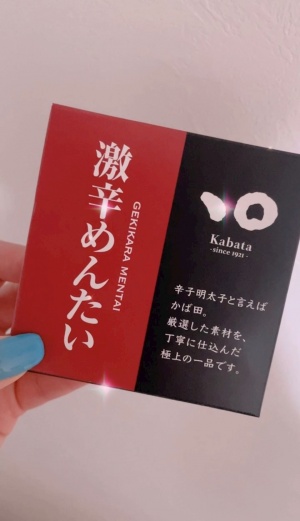 激辛めんたい
GEKIKARA MENTAI
Kabata
-since 1921-
辛子明太子と言えば
かば田。
厳選した素材を、
丁寧に仕込んだ
極上の一品です。